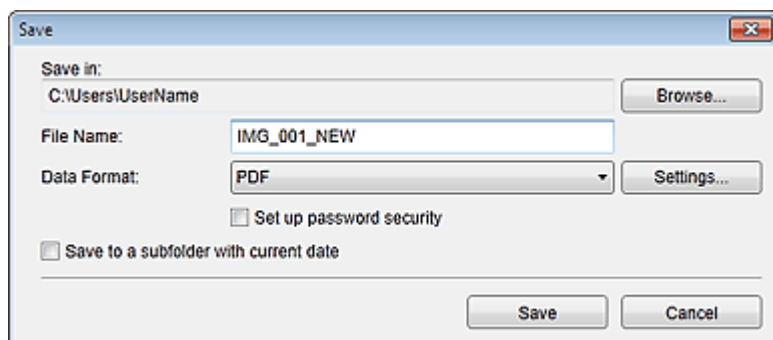 Save
Save in:
C:\Users\UserName
Browse...
File Name:
IMG_001_NEW
Data Format:
PDF
Settings...
Set up password security
Save to a subfolder with current date
Save
Cancel